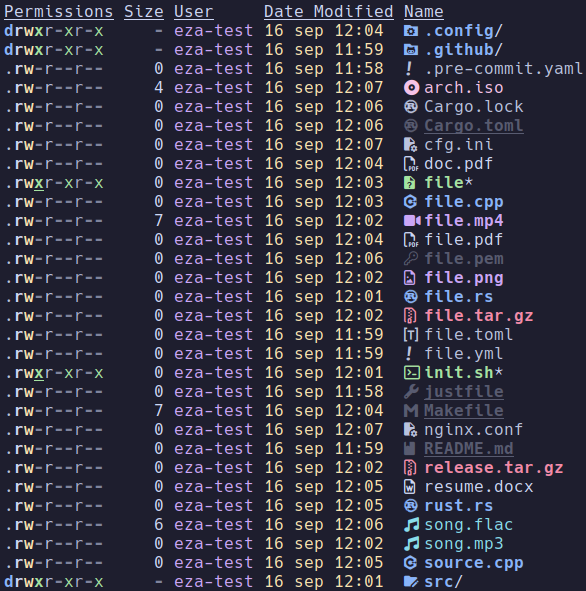 Permissions Size User     Date Modified Name
drwxr-xr-x     - eza-test 16 sep 12:04  .config/
drwxr-xr-x     - eza-test 16 sep 11:59  .github/
.rw-r--r--     0 eza-test 16 sep 11:58  .pre-commit.yaml
.rw-r--r--     4 eza-test 16 sep 12:07  arch.iso
.rw-r--r--     0 eza-test 16 sep 12:06  Cargo.lock
.rw-r--r--     0 eza-test 16 sep 12:06  Cargo.toml
.rw-r--r--     0 eza-test 16 sep 12:07  cfg.ini
.rw-r--r--     0 eza-test 16 sep 12:04  doc.pdf
.rwxr-xr-x     0 eza-test 16 sep 12:03  file*
.rw-r--r--     0 eza-test 16 sep 12:03  file.cpp
.rw-r--r--     7 eza-test 16 sep 12:02  file.mp4
.rw-r--r--     0 eza-test 16 sep 12:04  file.pdf
.rw-r--r--     0 eza-test 16 sep 12:06  file.pem
.rw-r--r--     0 eza-test 16 sep 12:02  file.png
.rw-r--r--     0 eza-test 16 sep 12:01  file.rs
.rw-r--r--     0 eza-test 16 sep 12:02  file.tar.gz
.rw-r--r--     0 eza-test 16 sep 11:59  file.toml
.rw-r--r--     0 eza-test 16 sep 11:59  file.yml
.rwxr-xr-x     0 eza-test 16 sep 12:01  init.sh*
.rw-r--r--     0 eza-test 16 sep 11:58  justfile
.rw-r--r--     7 eza-test 16 sep 12:04  Makefile
.rw-r--r--     0 eza-test 16 sep 12:07  nginx.conf
.rw-r--r--     0 eza-test 16 sep 11:59  README.md
.rw-r--r--     0 eza-test 16 sep 12:02  release.tar.gz
.rw-r--r--     0 eza-test 16 sep 12:05  resume.docx
.rw-r--r--     0 eza-test 16 sep 12:05  rust.rs
.rw-r--r--     6 eza-test 16 sep 12:06  song.flac
.rw-r--r--     0 eza-test 16 sep 12:02  song.mp3
.rw-r--r--     0 eza-test 16 sep 12:05  source.cpp
drwxr-xr-x     - eza-test 16 sep 12:01  src/